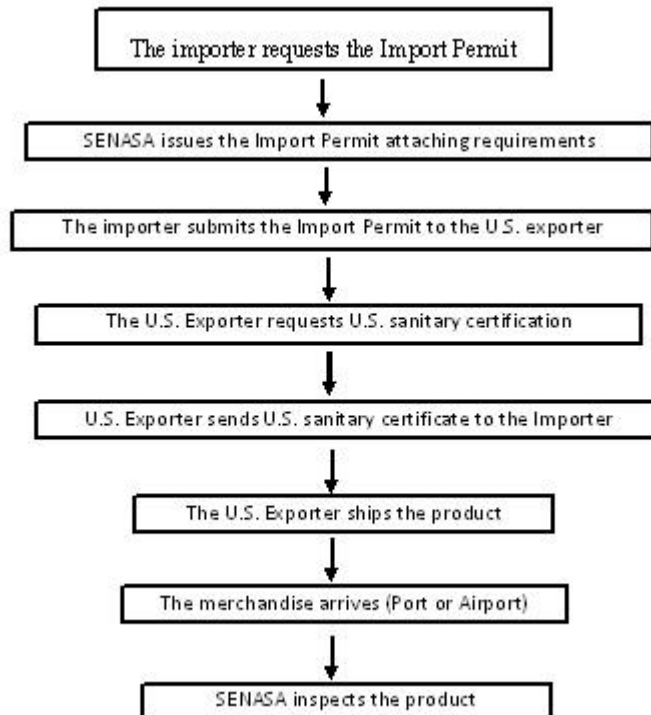 The importer requests the Import Permit
SENASA issues the Import Permit attaching requirements
The importer submits the Import Permit to the U.S. exporter
The U.S. Exporter requests U.S. sanitary certification
U.S. Exporter sends U.S. sanitary certificate to the Importer
The U.S. Exporter ships the product
The merchandise arrives (Port or Airport)
SENASA inspects the product